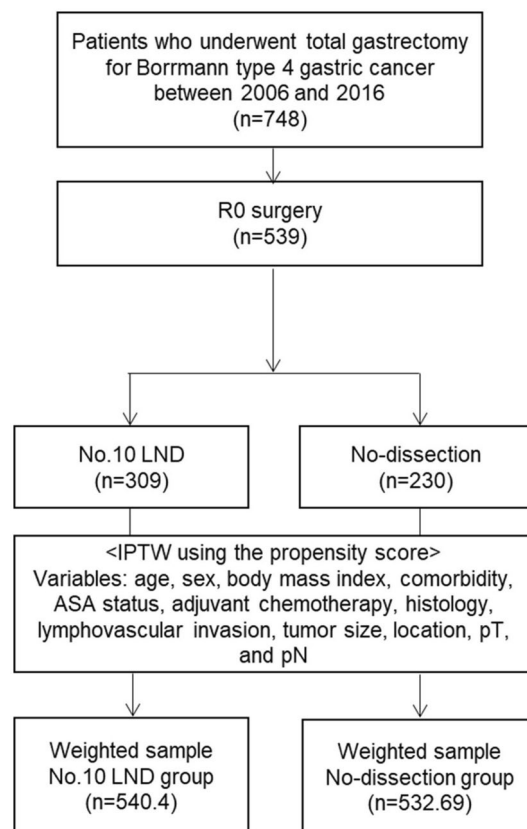 Patients who underwent total gastrectomy
for Borrmann type 4 gastric cancer
between 2006 and 2016
(n=748)
R0 surgery
(n=539)
No.10 LND
(n=309)
No-dissection
(n=230)
<IPTW using the propensity score>
Variables: age, sex, body mass index, comorbidity,
ASA status, adjuvant chemotherapy, histology,
lymphovascular invasion, tumor size, location, pT,
and pN
Weighted sample
No.10 LND group
(n=540.4)
Weighted sample
No-dissection group
(n=532.69)